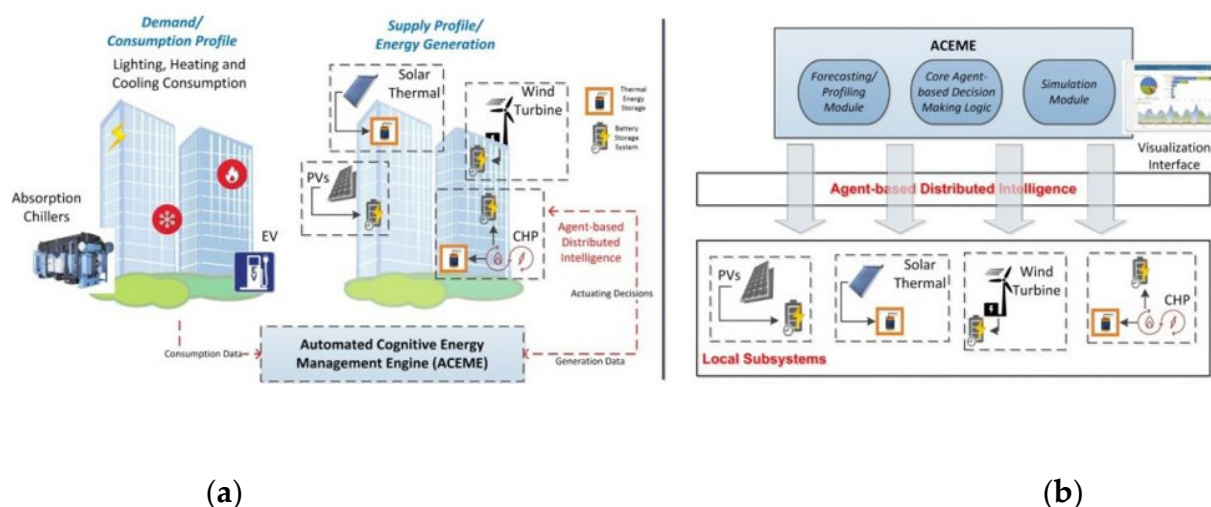 Demand/
Consumption Profile
Lighting, Heating and
Cooling Consumption
Absorption
Chillers
EV
Supply Profile/
Energy Generation
Solar
Thermal
Wind
Turbine
PVs
CHP
Thermal
Energy
Storage
Battery
Storage
System
Agent-based
Distributed
Intelligence
Actuating Decisions
Consumption Data
Automated Cognitive Energy
Management Engine (ACEME)
Generation Data
(a)
ACEME
Forecasting/
Profiling
Module
Core Agent-
based Decision
Making Logic
Simulation
Module
Visualization
Interface
Agent-based Distributed Intelligence
PVs
Solar
Thermal
Wind
Turbine
CHP
Local Subsystems
(b)